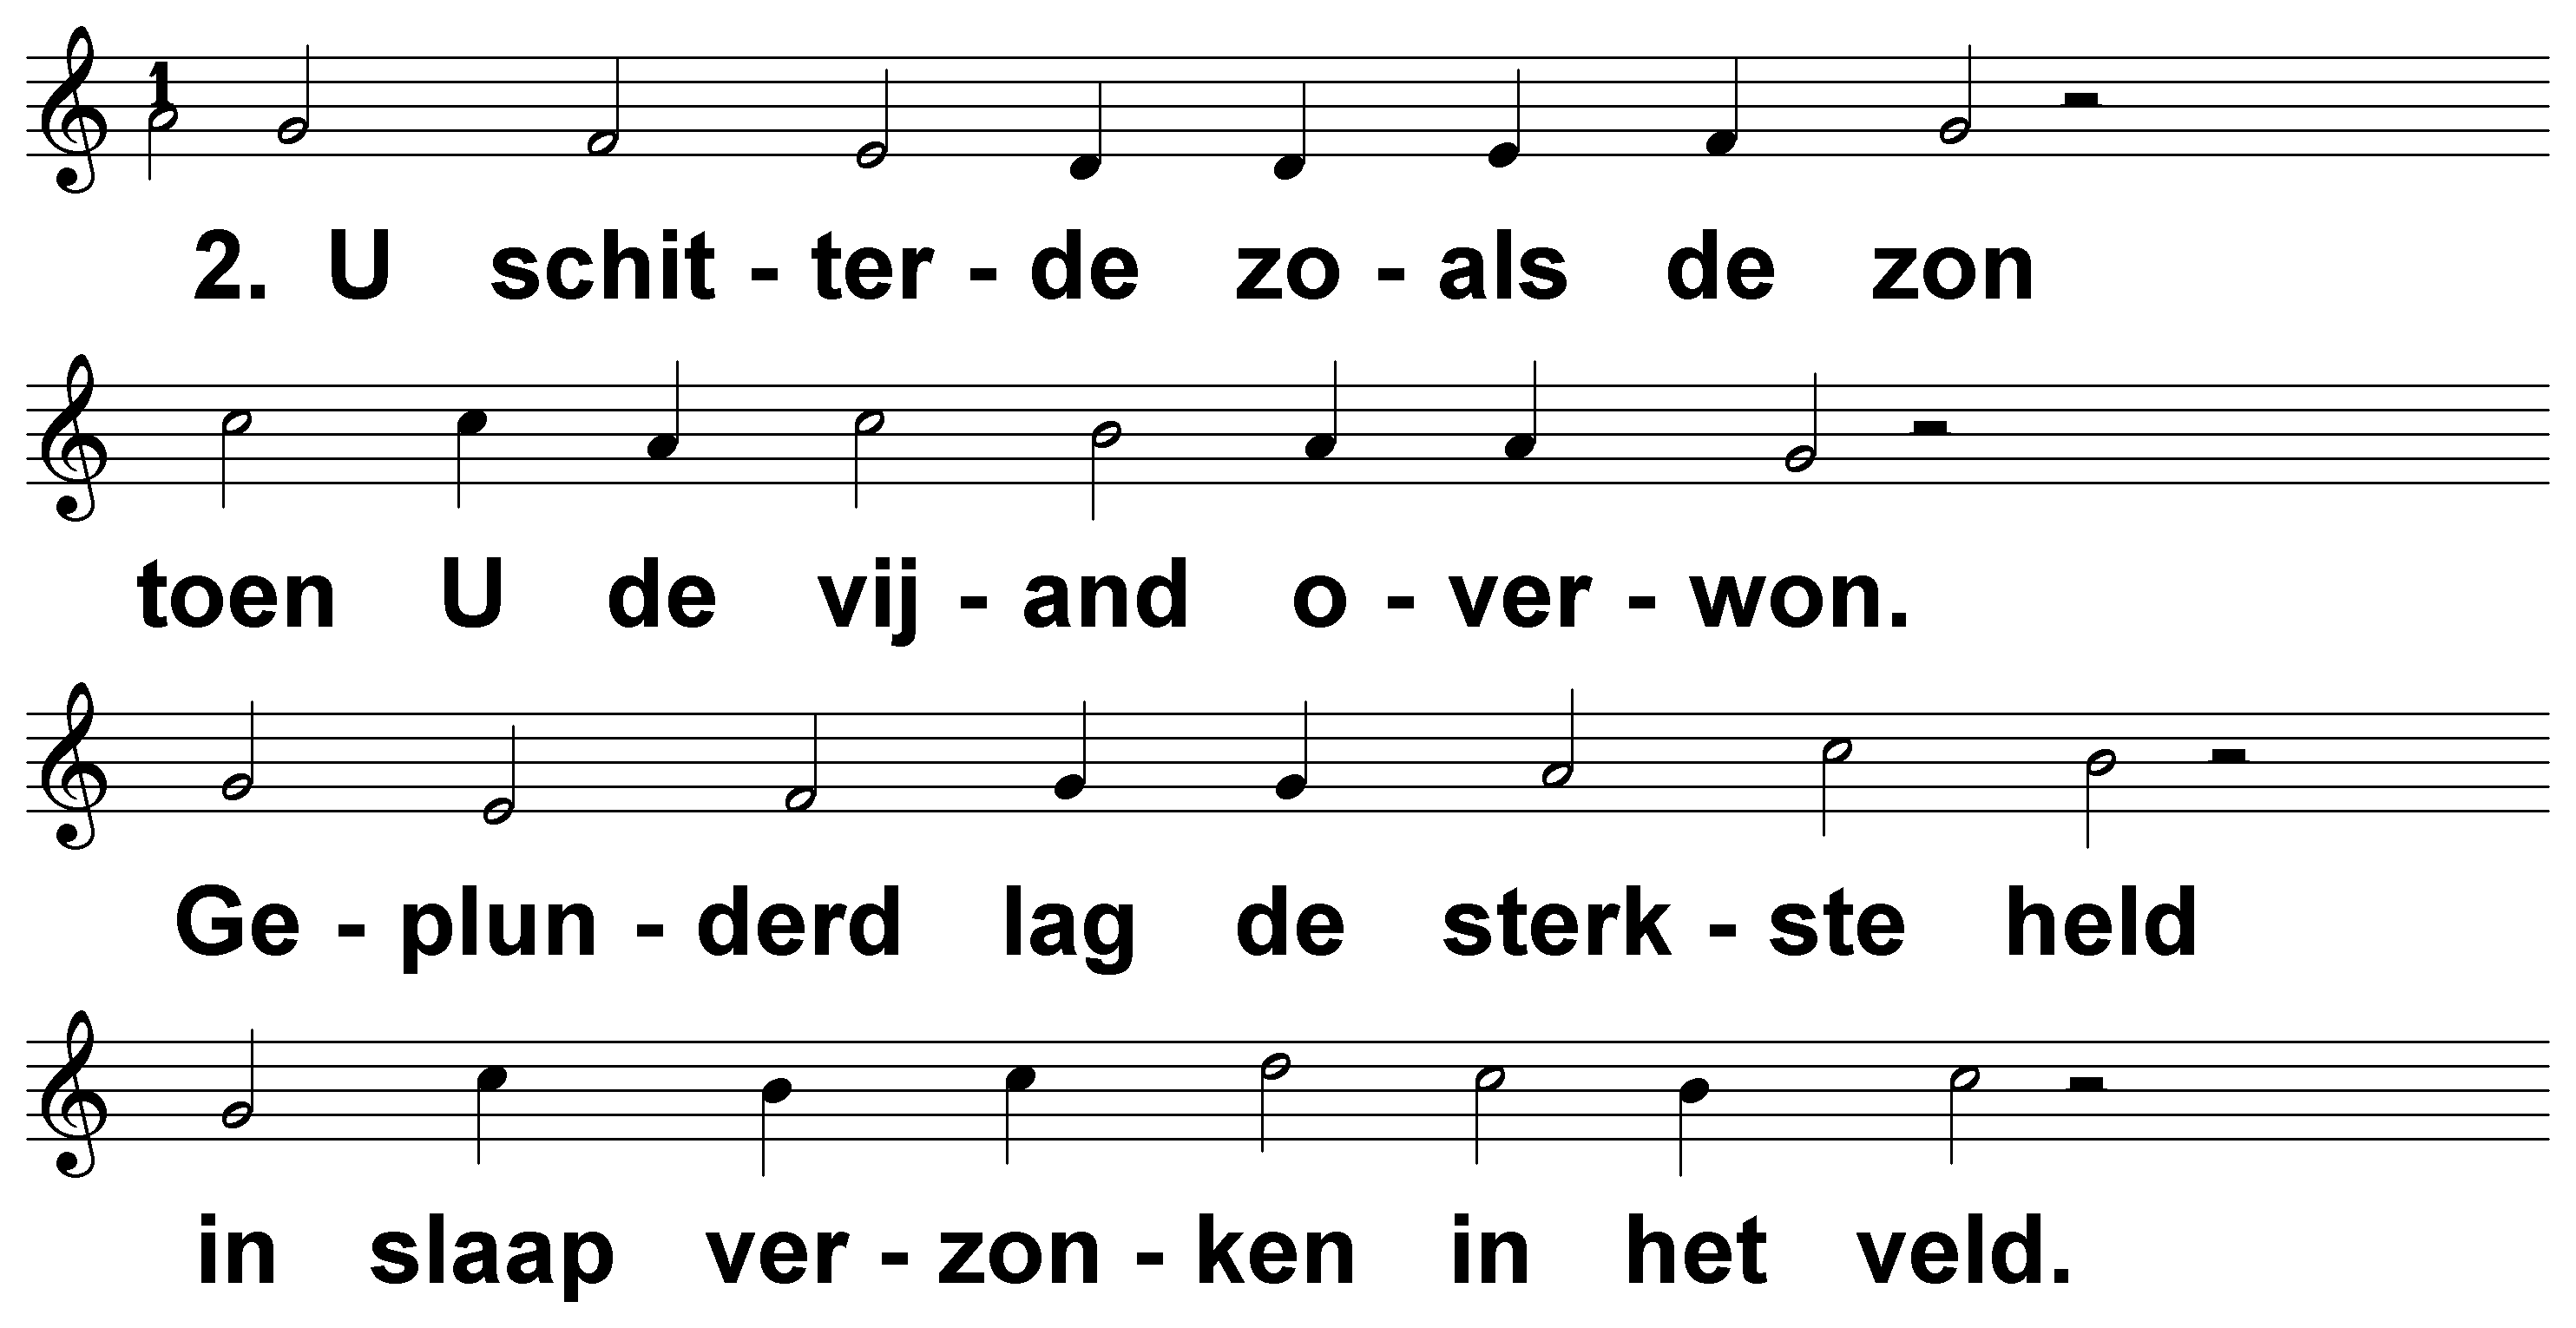 1
2. U schit - ter - de zo - als de zon
toen U de vij - and o - ver - won.
Ge - plun - derd lag de sterk - ste held
in slaap ver - zon - ken in het veld.